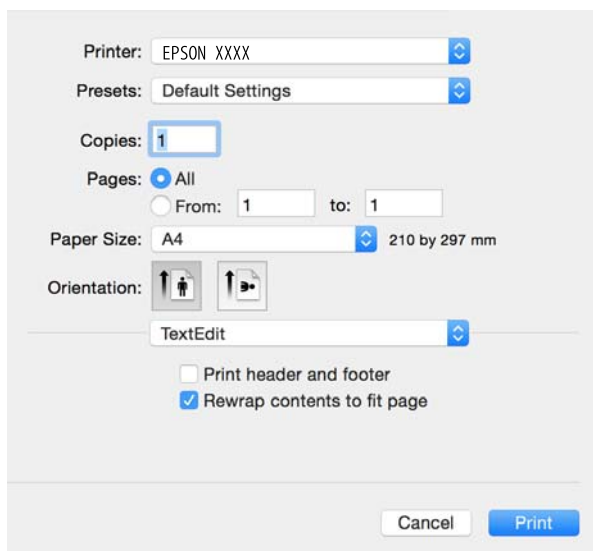 Printer: EPSON XXXX
Presets: Default Settings
Copies: 1
Pages: All
From: 1 to: 1
Paper Size: A4 210 by 297 mm
Orientation:
TextEdit
Print header and footer
Rewrap contents to fit page
Cancel Print